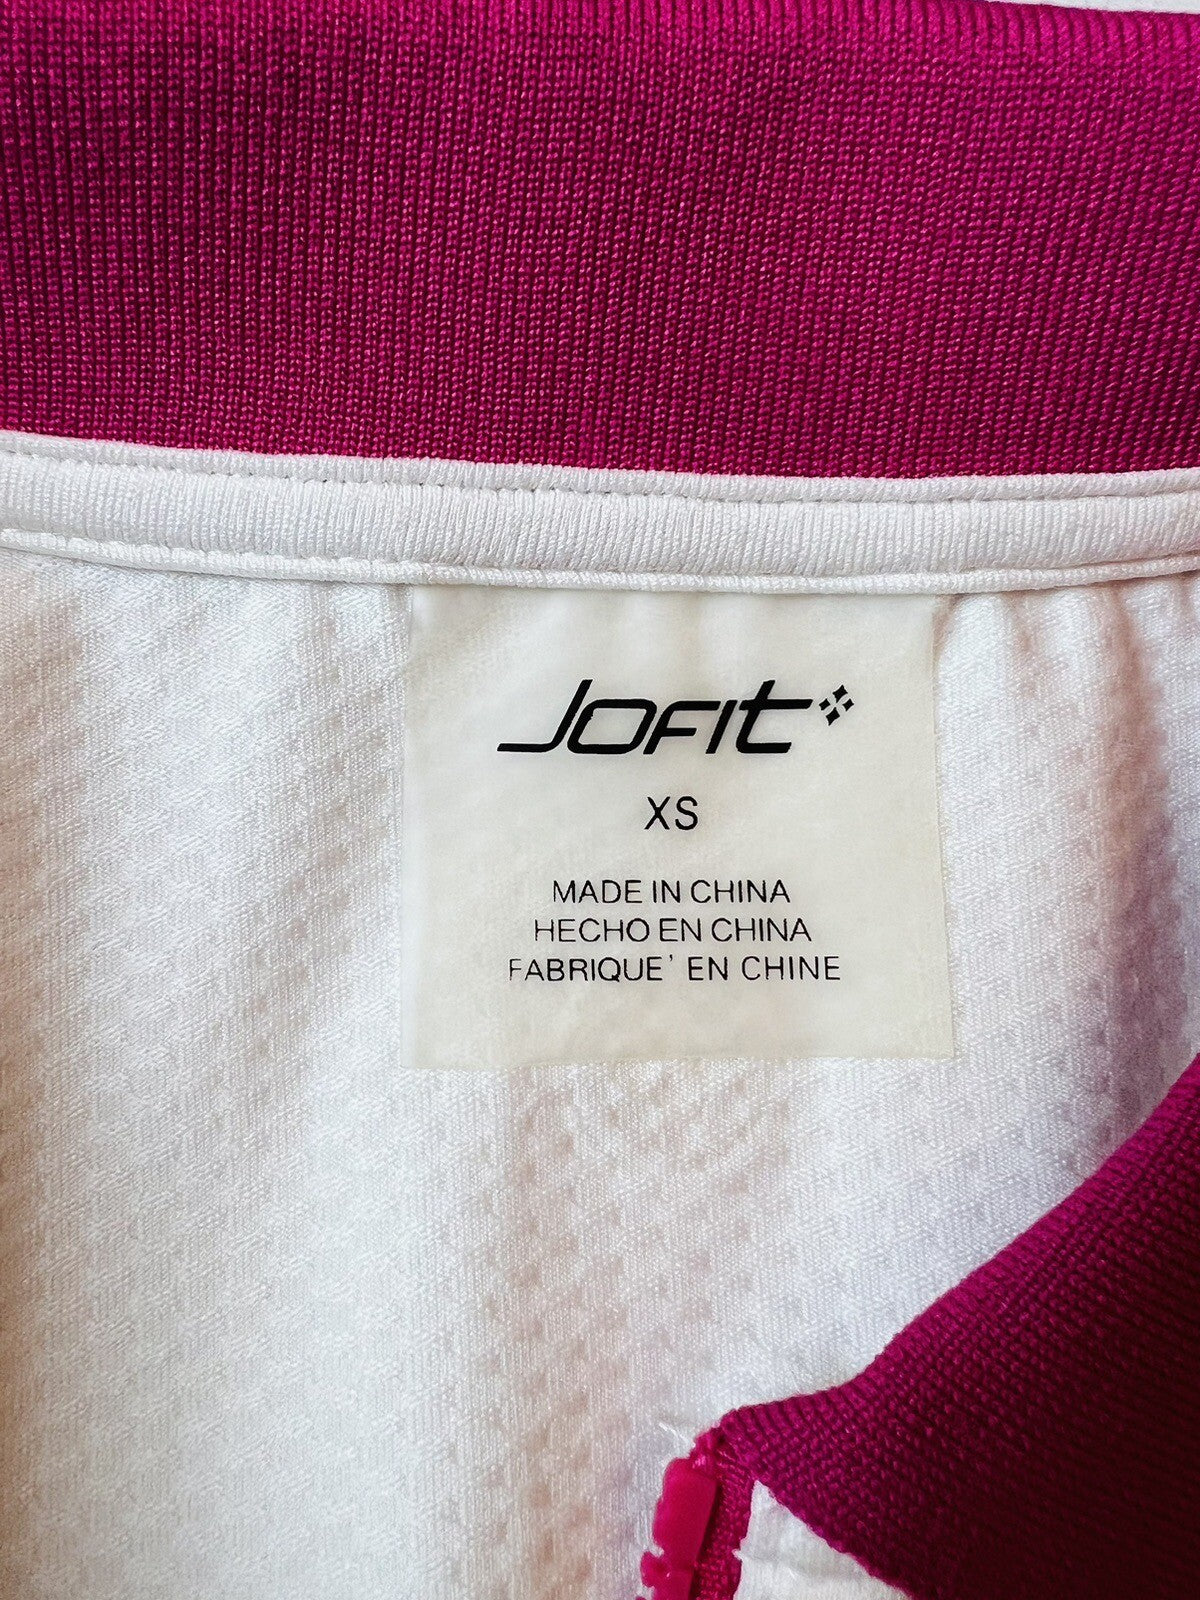 JOFIT
XS
MADE IN CHINA
HECHO EN CHINA
FABRIQUE' EN CHINE